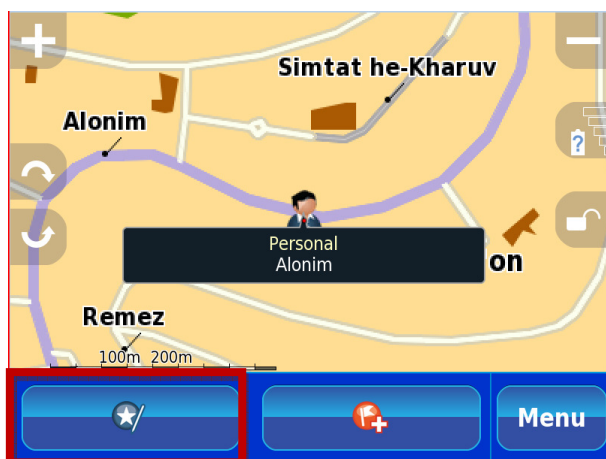 Simtat he-Kharuv
Alonim
?
Personal
Alonim
on
Remez
100m 200m
Menu